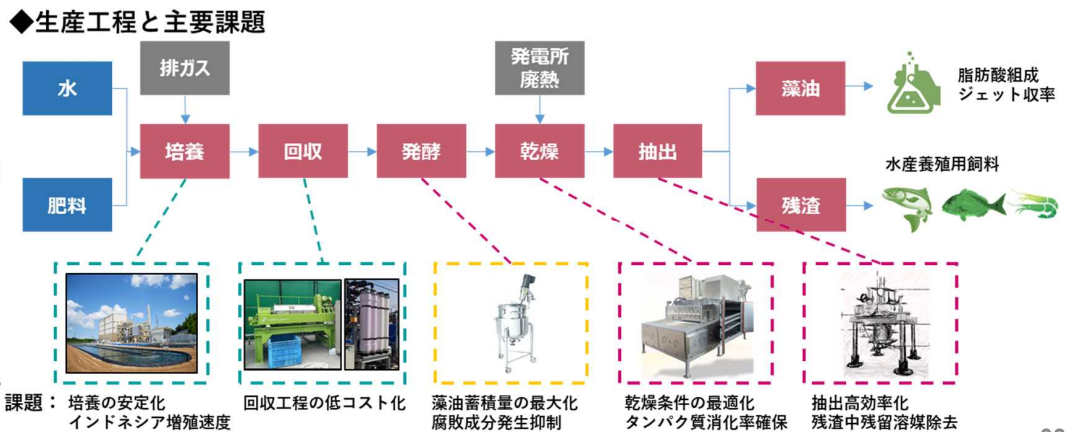 ◆生産工程と主要課題
水
排ガス
発電所
廃熱
藻油
脂肪酸組成
ジェット収率
培養
回収
発酵
乾燥
抽出
肥料
残渣
水産養殖用飼料
課題：
培養の安定化
インドネシア増殖速度
回収工程の低コスト化
藻油蓄積量の最大化
腐敗成分発生抑制
乾燥条件の最適化
タンパク質消化率確保
抽出高効率化
残渣中残留溶媒除去